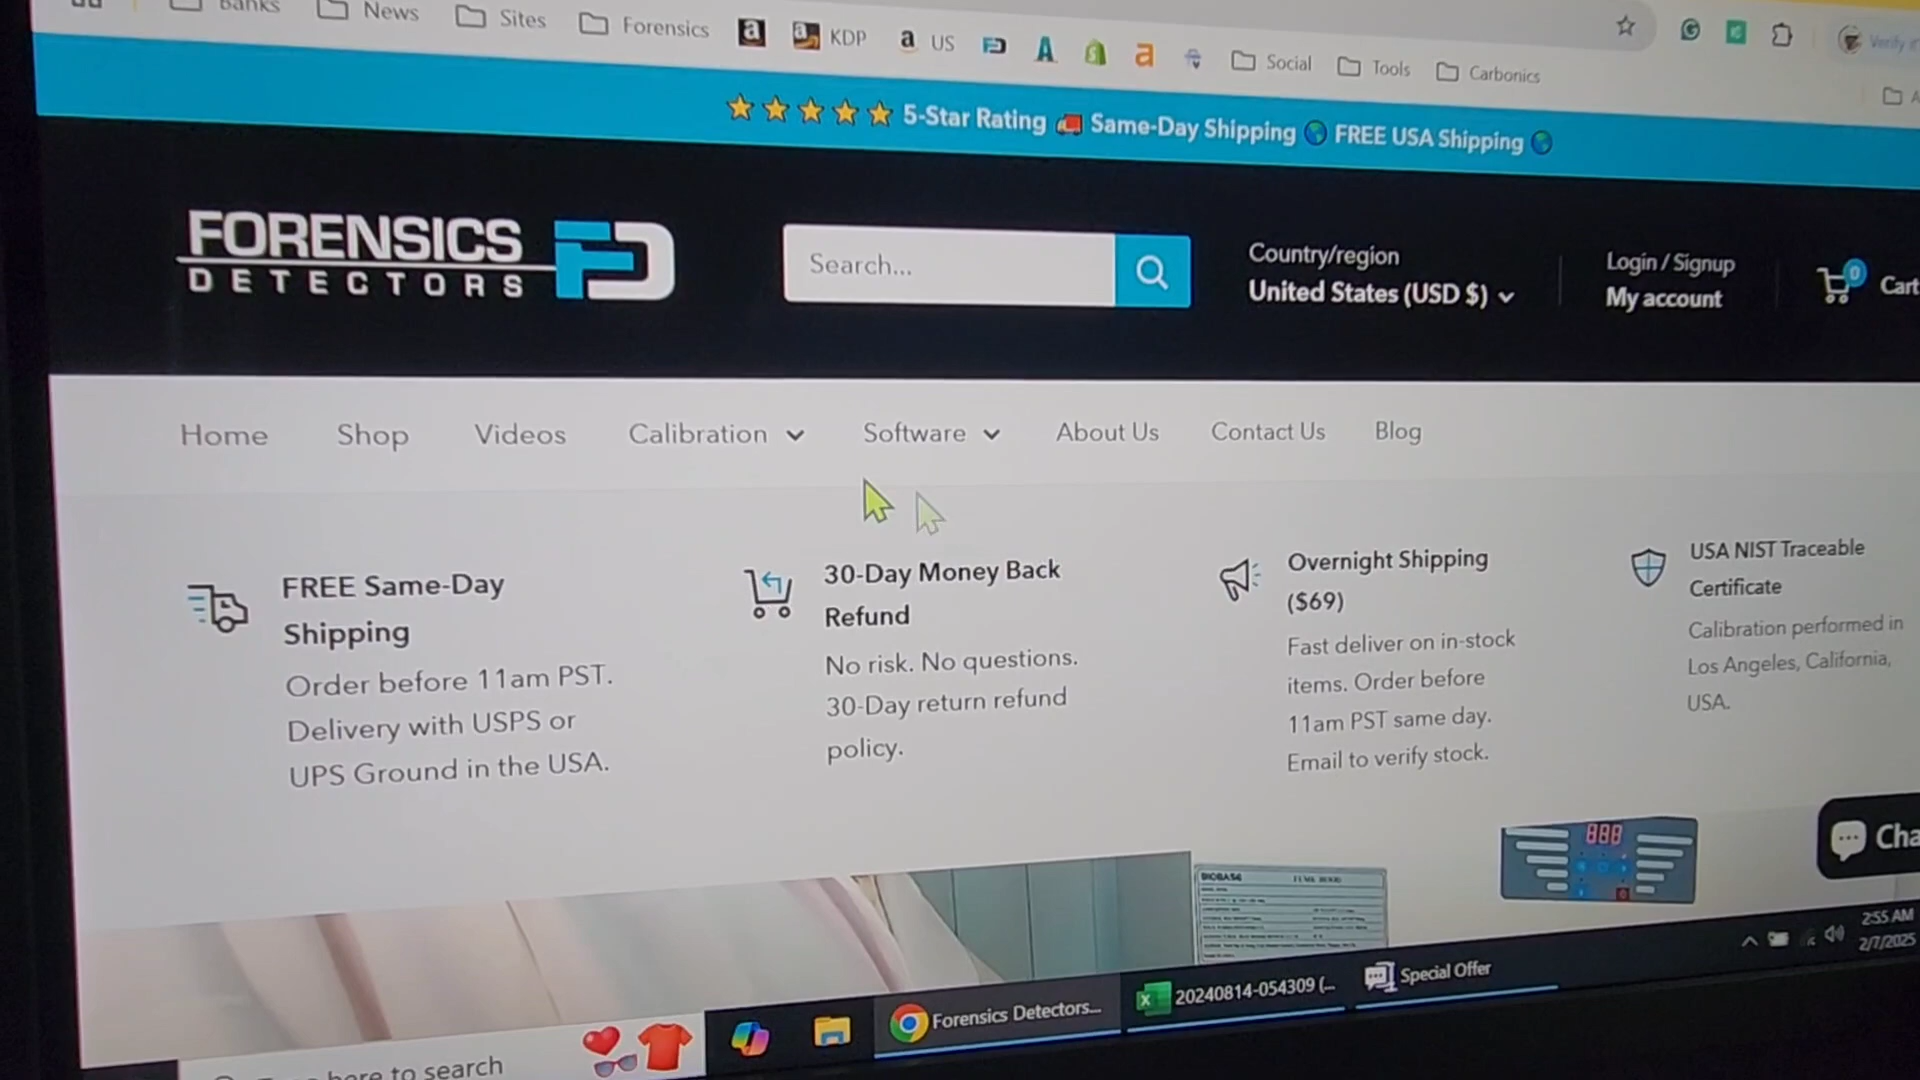 Banks
News
Sites
Forensics
KDP
US
Social
Tools
Carbonics
5-Star Rating Same-Day Shipping FREE USA Shipping
FORENSICS
DETECTORS
FD
Search...
Country/region
United States (USD $)
Login / Signup
My account
0
Cart
Home
Shop
Videos
Calibration
Software
About Us
Contact Us
Blog
FREE Same-Day
Shipping
Order before 11am PST.
Delivery with USPS or
UPS Ground in the USA.
30-Day Money Back
Refund
No risk. No questions.
30-Day return refund
policy.
Overnight Shipping
($69)
Fast deliver on in-stock
items. Order before
11am PST same day.
Email to verify stock.
USA NIST Traceable
Certificate
Calibration performed in
Los Angeles, California,
USA.
BIOBASE
FUME HOOD
888
Cha
here to search
Forensics Detectors...
20240814-054309 (...
Special Offer
2:55 AM
2/7/2025